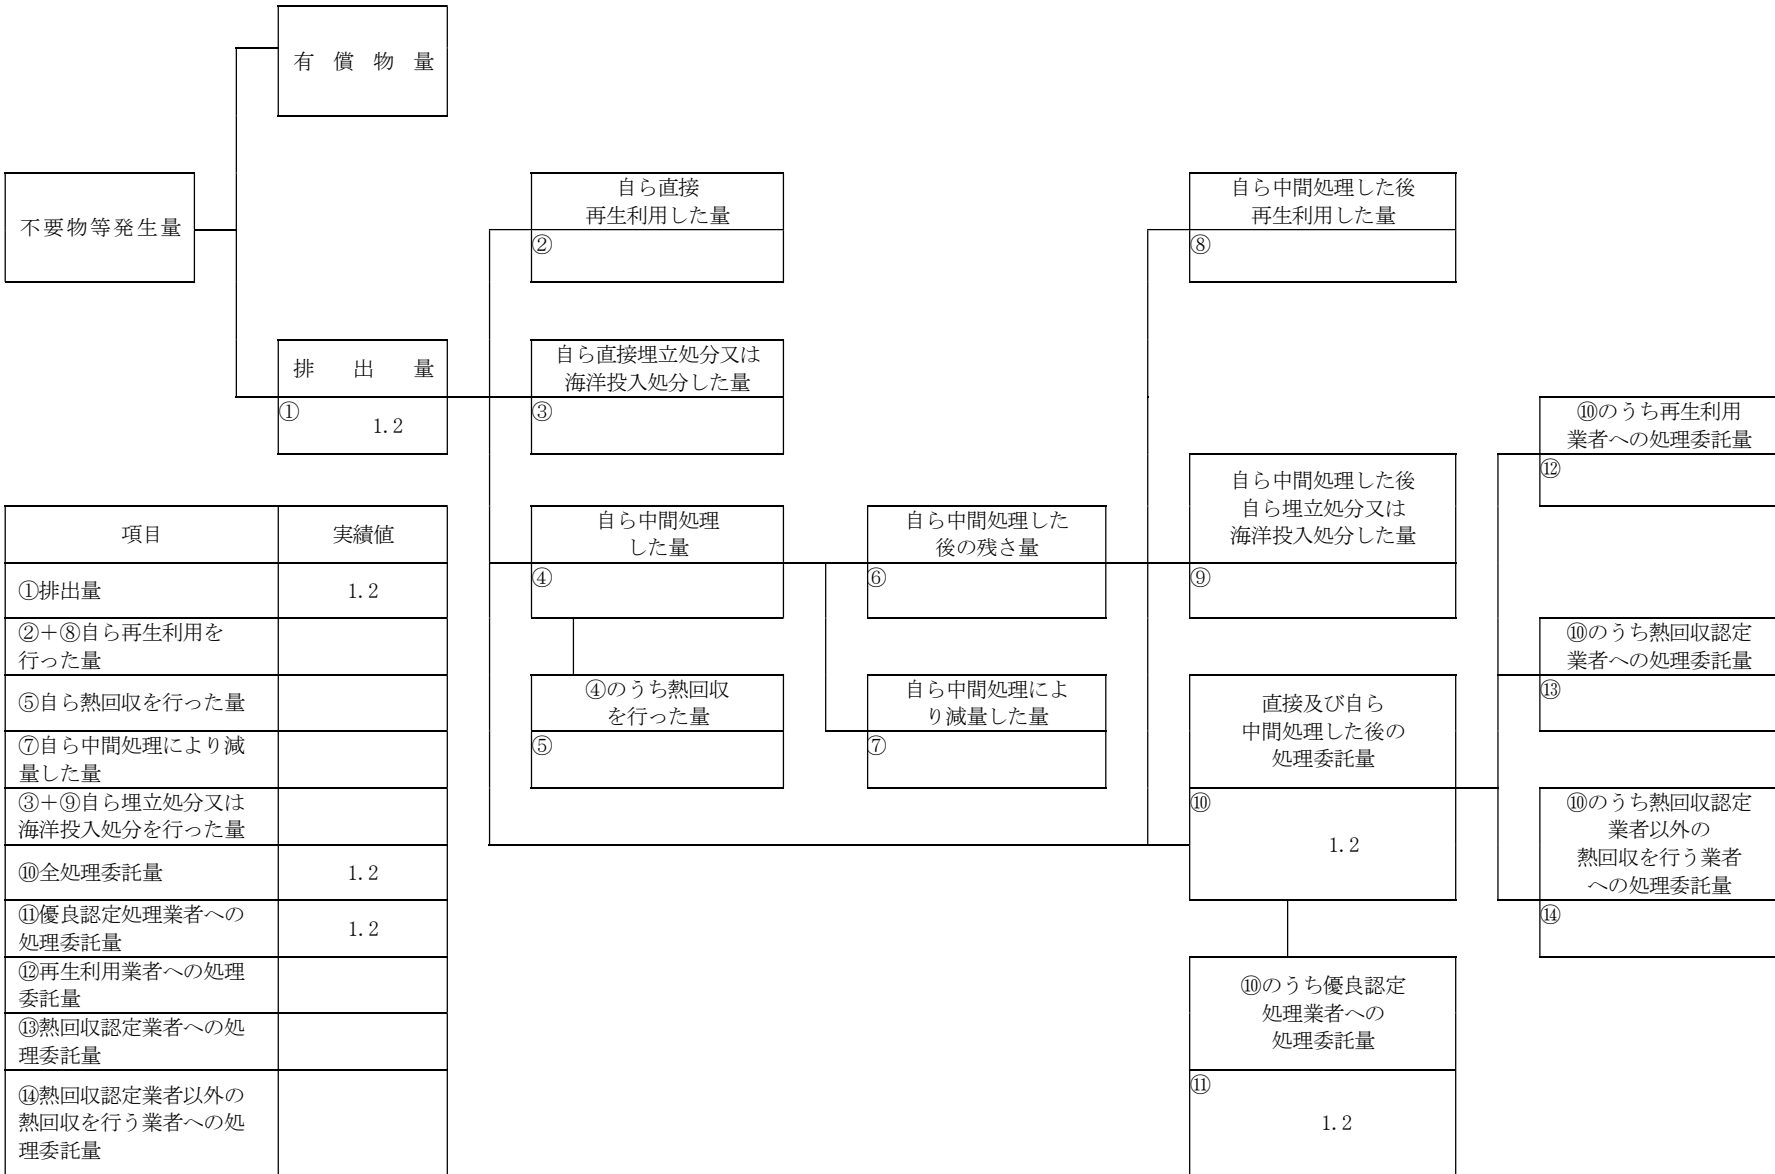 有償物量
不要物等発生量
自ら直接
再生利用した量
②
自ら中間処理した後
再生利用した量
⑧
排出量
①
1.2
自ら直接埋立処分又は
海洋投入処分した量
③
⑩のうち再生利用
業者への処理委託量
⑫
自ら中間処理した後
自ら埋立処分又は
海洋投入処分した量
⑨
自ら中間処理
した量
④
自ら中間処理した
後の残さ量
⑥
⑩のうち熱回収認定
業者への処理委託量
⑬
④のうち熱回収
を行った量
⑤
自ら中間処理によ
り減量した量
⑦
直接及び自ら
中間処理した後の
処理委託量
⑩
1.2
⑩のうち熱回収認定
業者以外の
熱回収を行う業者
への処理委託量
⑭
⑩のうち優良認定
処理業者への
処理委託量
⑪
1.2
項目 実績値
①排出量 1.2
②+⑧自ら再生利用を
行った量
⑤自ら熱回収を行った量
⑦自ら中間処理により減
量した量
③+⑨自ら埋立処分又は
海洋投入処分を行った量
⑩全処理委託量 1.2
⑪優良認定処理業者への
処理委託量 1.2
⑫再生利用業者への処理
委託量
⑬熱回収認定業者への処
理委託量
⑭熱回収認定業者以外の
熱回収を行う業者への処
理委託量